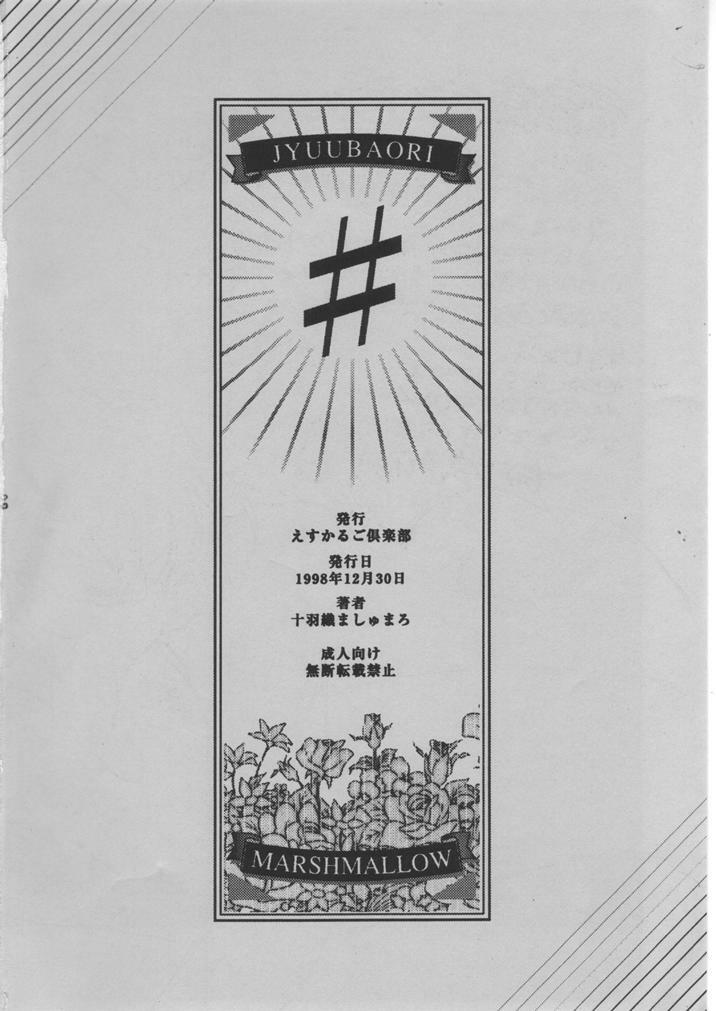 JYUUBAORI
#
発行
えすかるご倶楽部
発行日
1998年12月30日
著者
十羽織ましゅまろ
成人向け
無断転載禁止
MARSHMALLOW